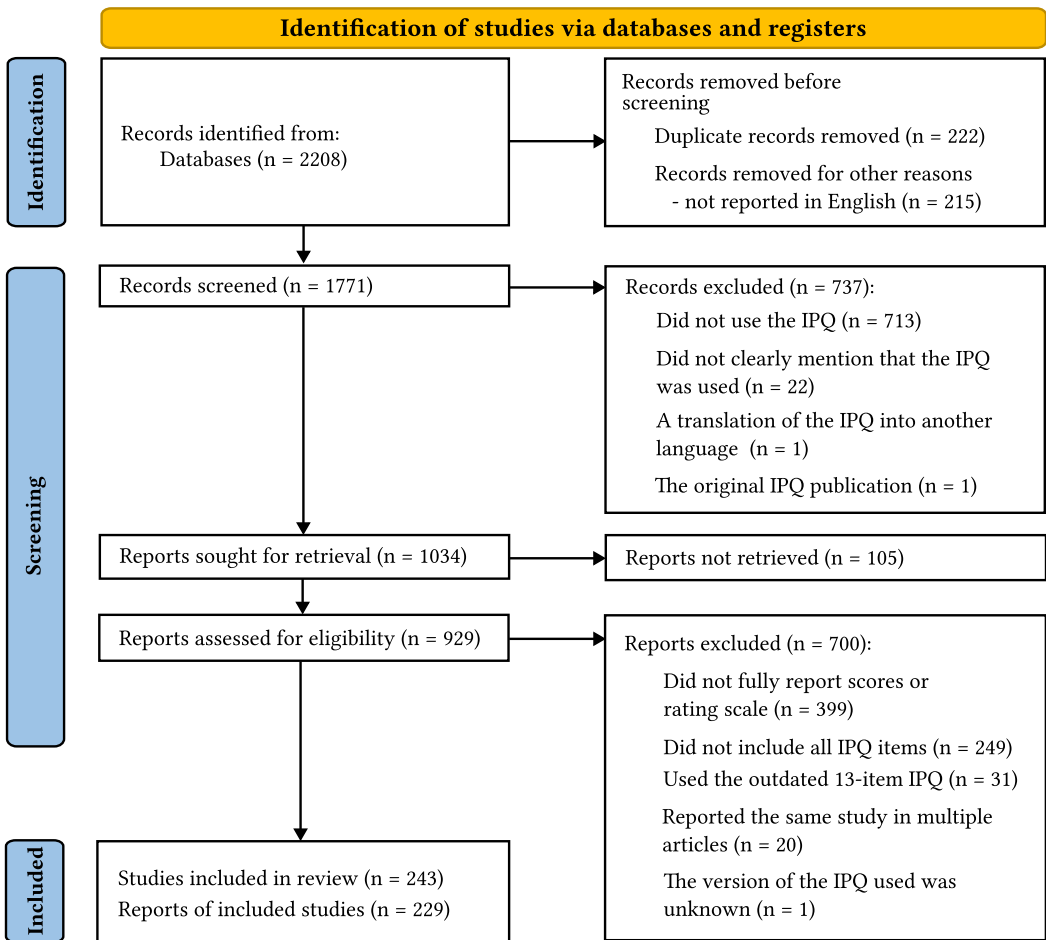 Identification of studies via databases and registers
Identification
Records identified from:
Databases (n = 2208)
Records removed before
screening
Duplicate records removed (n = 222)
Records removed for other reasons
- not reported in English (n = 215)
Screening
Records screened (n = 1771)
Records excluded (n = 737):
Did not use the IPQ (n = 713)
Did not clearly mention that the IPQ
was used (n = 22)
A translation of the IPQ into another
language (n = 1)
The original IPQ publication (n = 1)
Reports sought for retrieval (n = 1034)
Reports not retrieved (n = 105)
Reports assessed for eligibility (n = 929)
Reports excluded (n = 700):
Did not fully report scores or
rating scale (n = 399)
Did not include all IPQ items (n = 249)
Used the outdated 13-item IPQ (n = 31)
Reported the same study in multiple
articles (n = 20)
The version of the IPQ used was
unknown (n = 1)
Included
Studies included in review (n = 243)
Reports of included studies (n = 229)